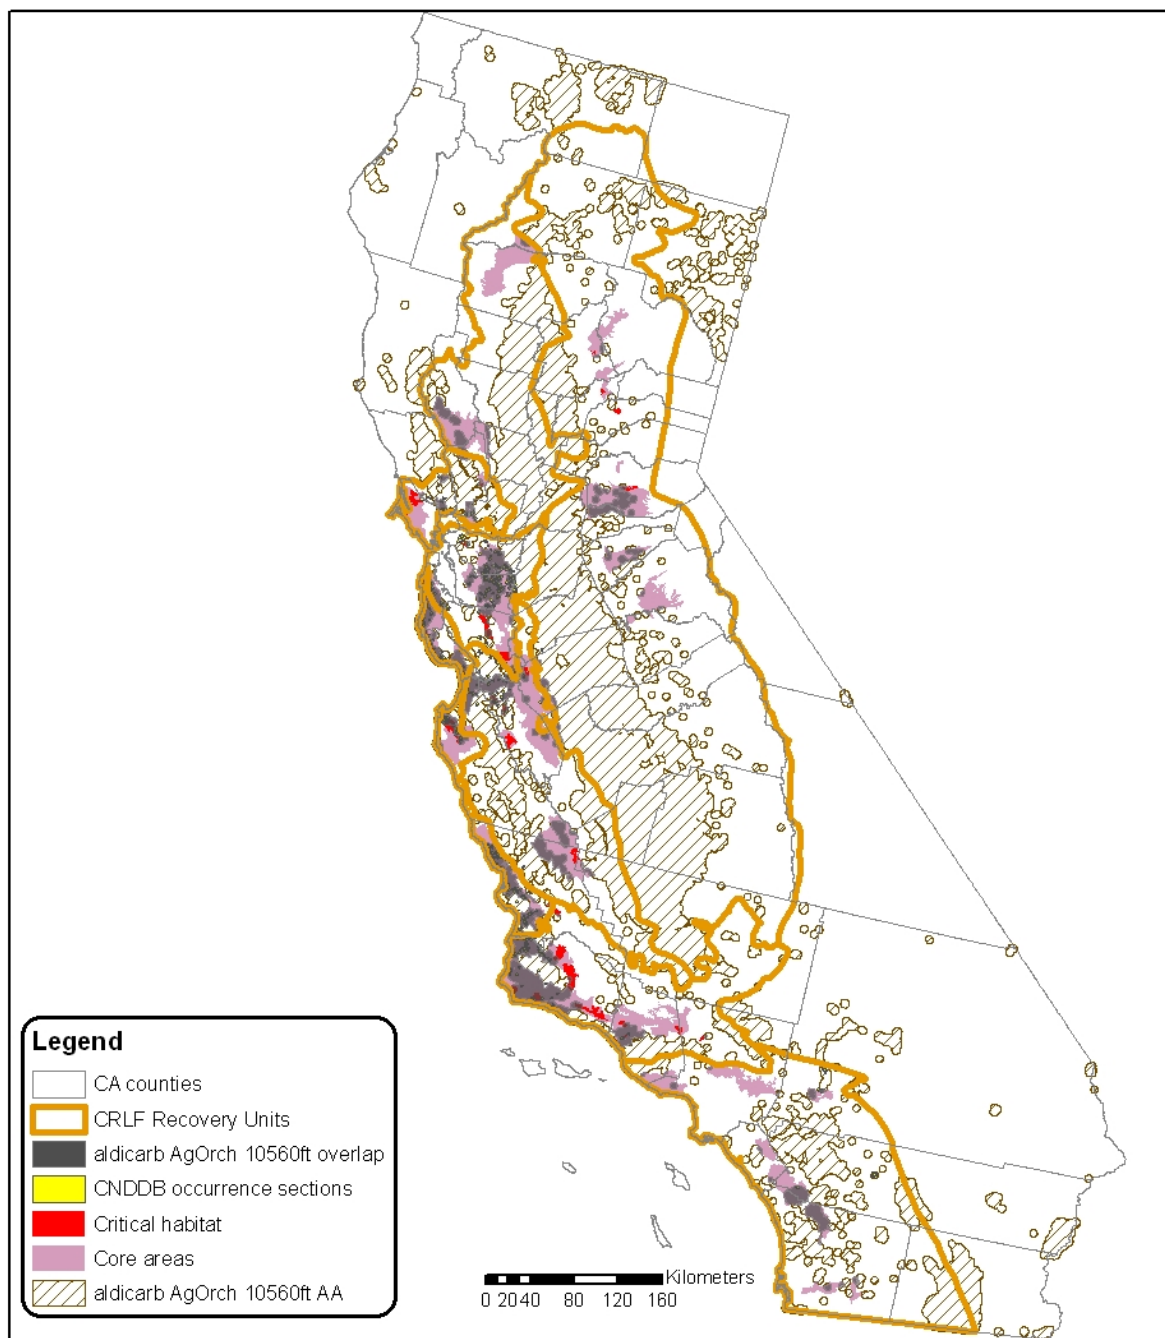 Legend
CA counties
CRLF Recovery Units
aldicarb AgOrch 10560ft overlap
CNDDB occurrence sections
Critical habitat
Core areas
aldicarb AgOrch 10560ft AA
Kilometers
0 20 40 80 120 160